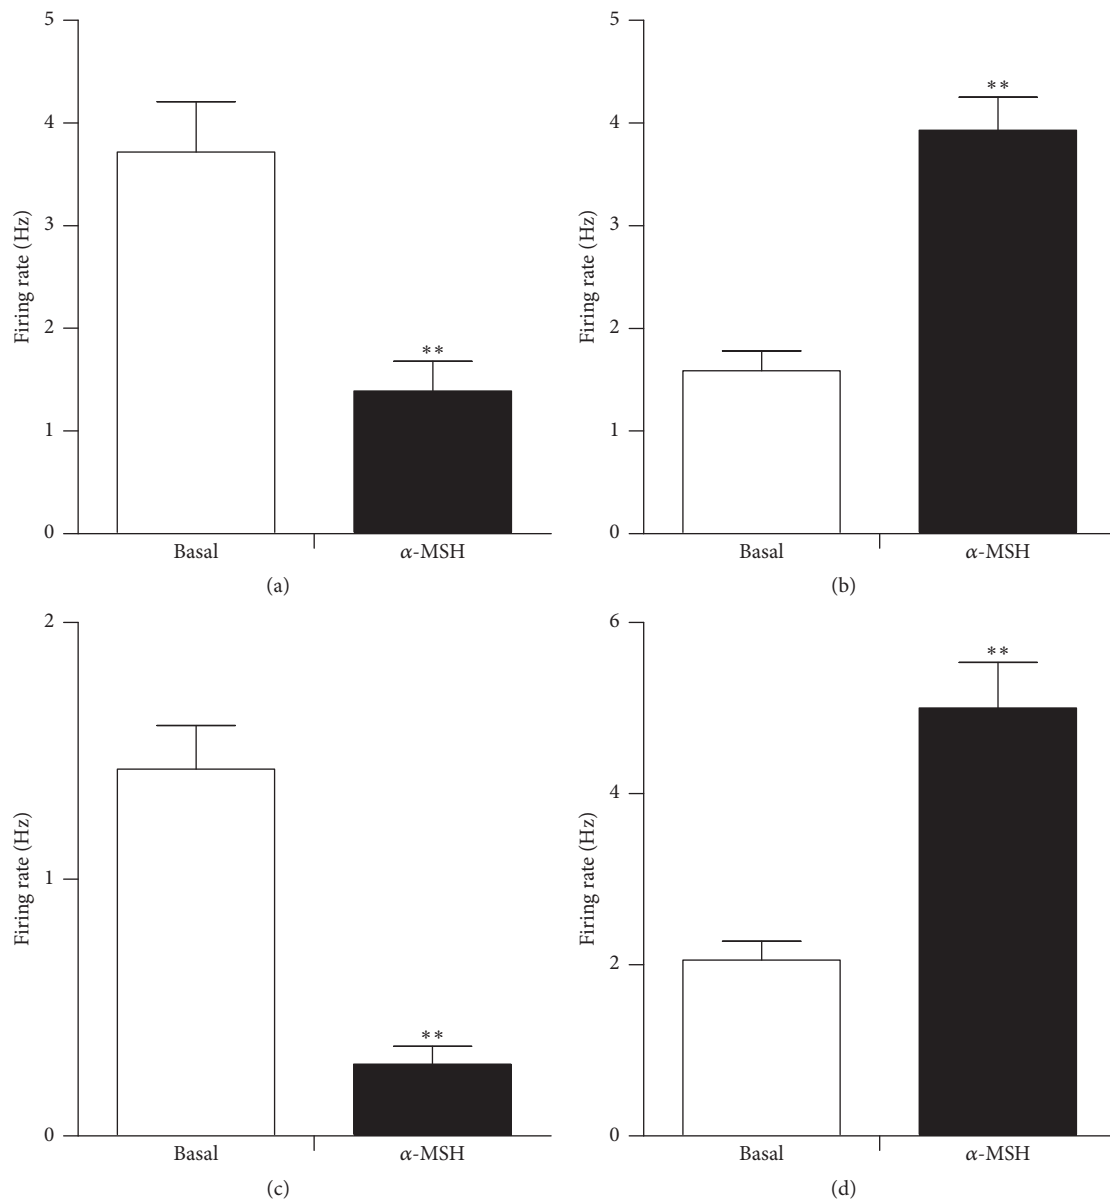 5
4
3
2
1
0
Firing rate (Hz)
**
Basal
α-MSH
(a)
5
4
3
2
1
0
Firing rate (Hz)
**
Basal
α-MSH
(b)
2
1
0
Firing rate (Hz)
**
Basal
α-MSH
(c)
6
4
2
0
Firing rate (Hz)
**
Basal
α-MSH
(d)